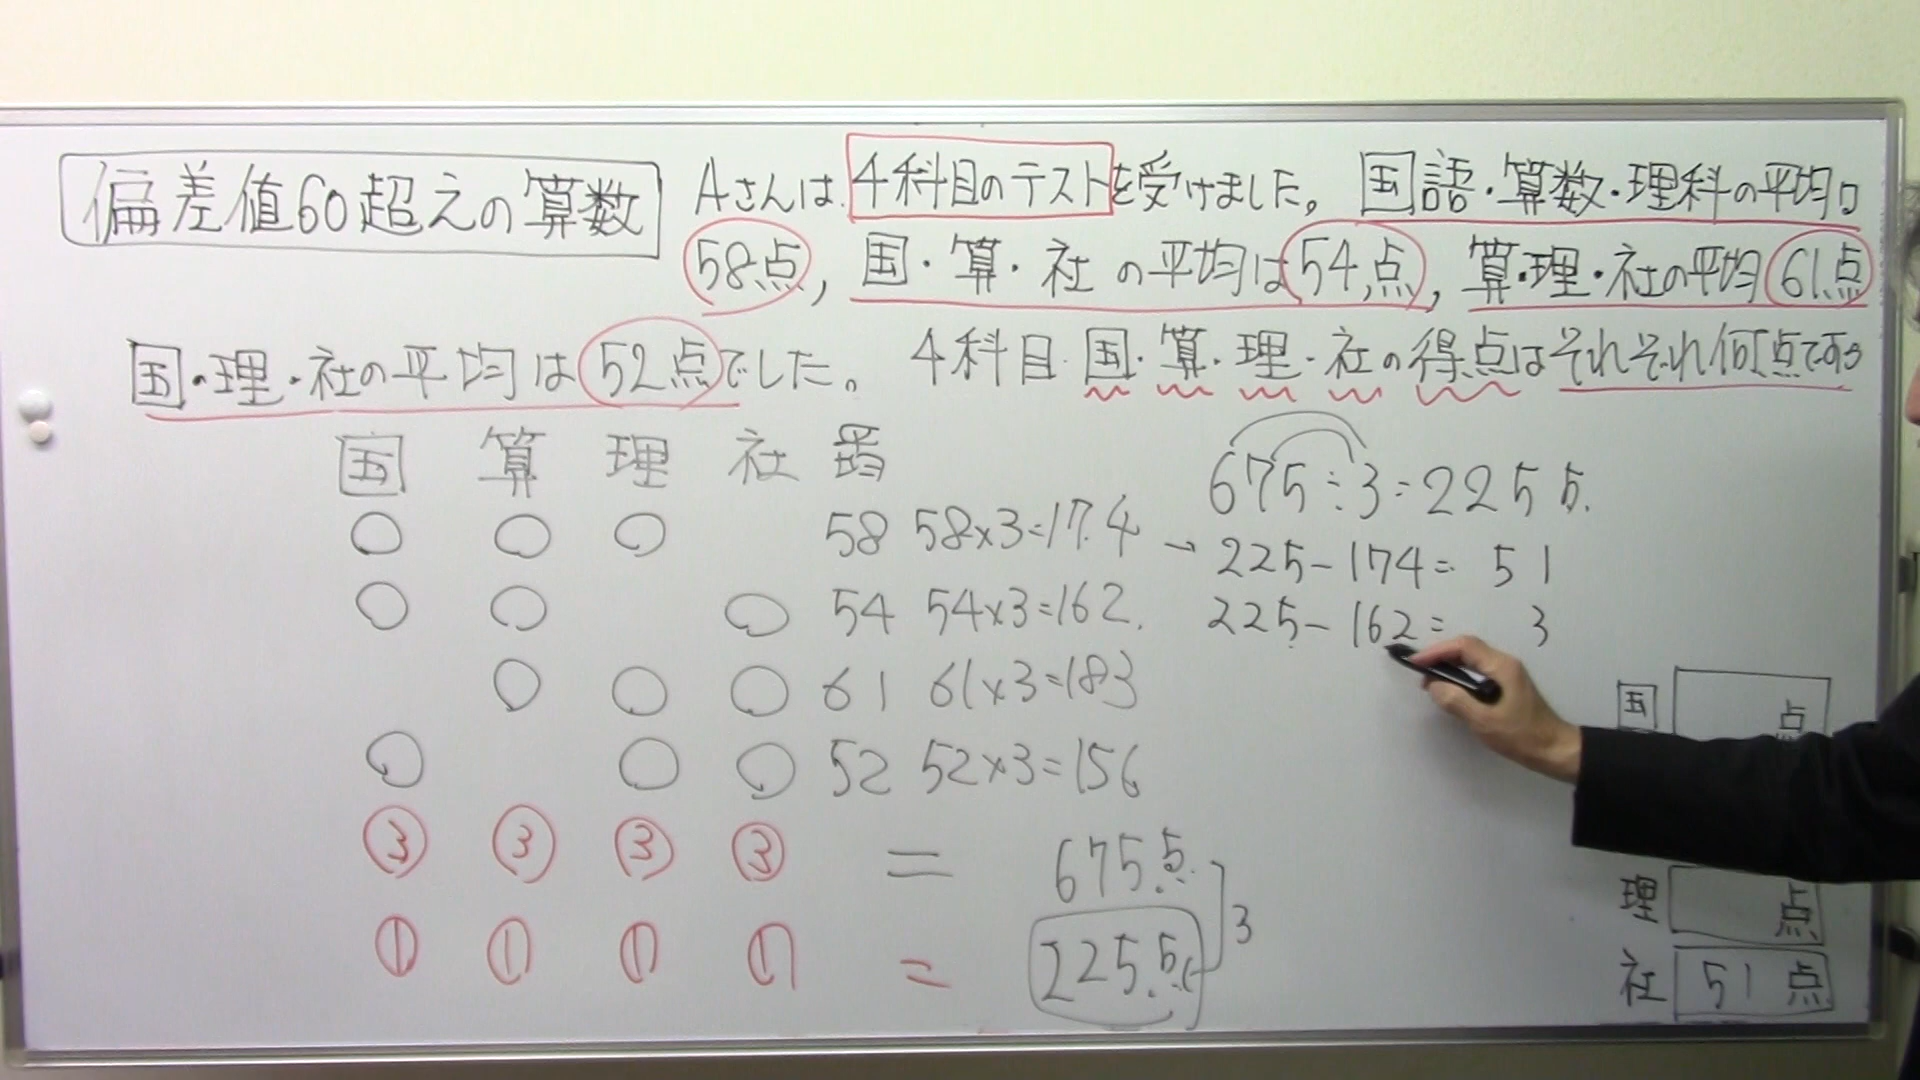 偏差値60超えの算数
Aさんは4科目のテストを受けました。国語・算数・理科の平均は
58点,国・算・社の平均は54点,算・理・社の平均61点
国・理・社の平均は52点でした。4科目国・算・理・社の得点はそれぞれ何点ですか
国 算 理 社
○ ○ ○ 58 58×3=174
○ ○ ○ 54 54×3=162.
○ ○ ○ 61 61×3=183
○ ○ ○ 52 52×3=156
③ ③ ③ ③ = 675点
① ① ① ① = 225点
3
675÷3=225点.
→225-174= 51
225-162= 3
国 点
理 点
社 51点